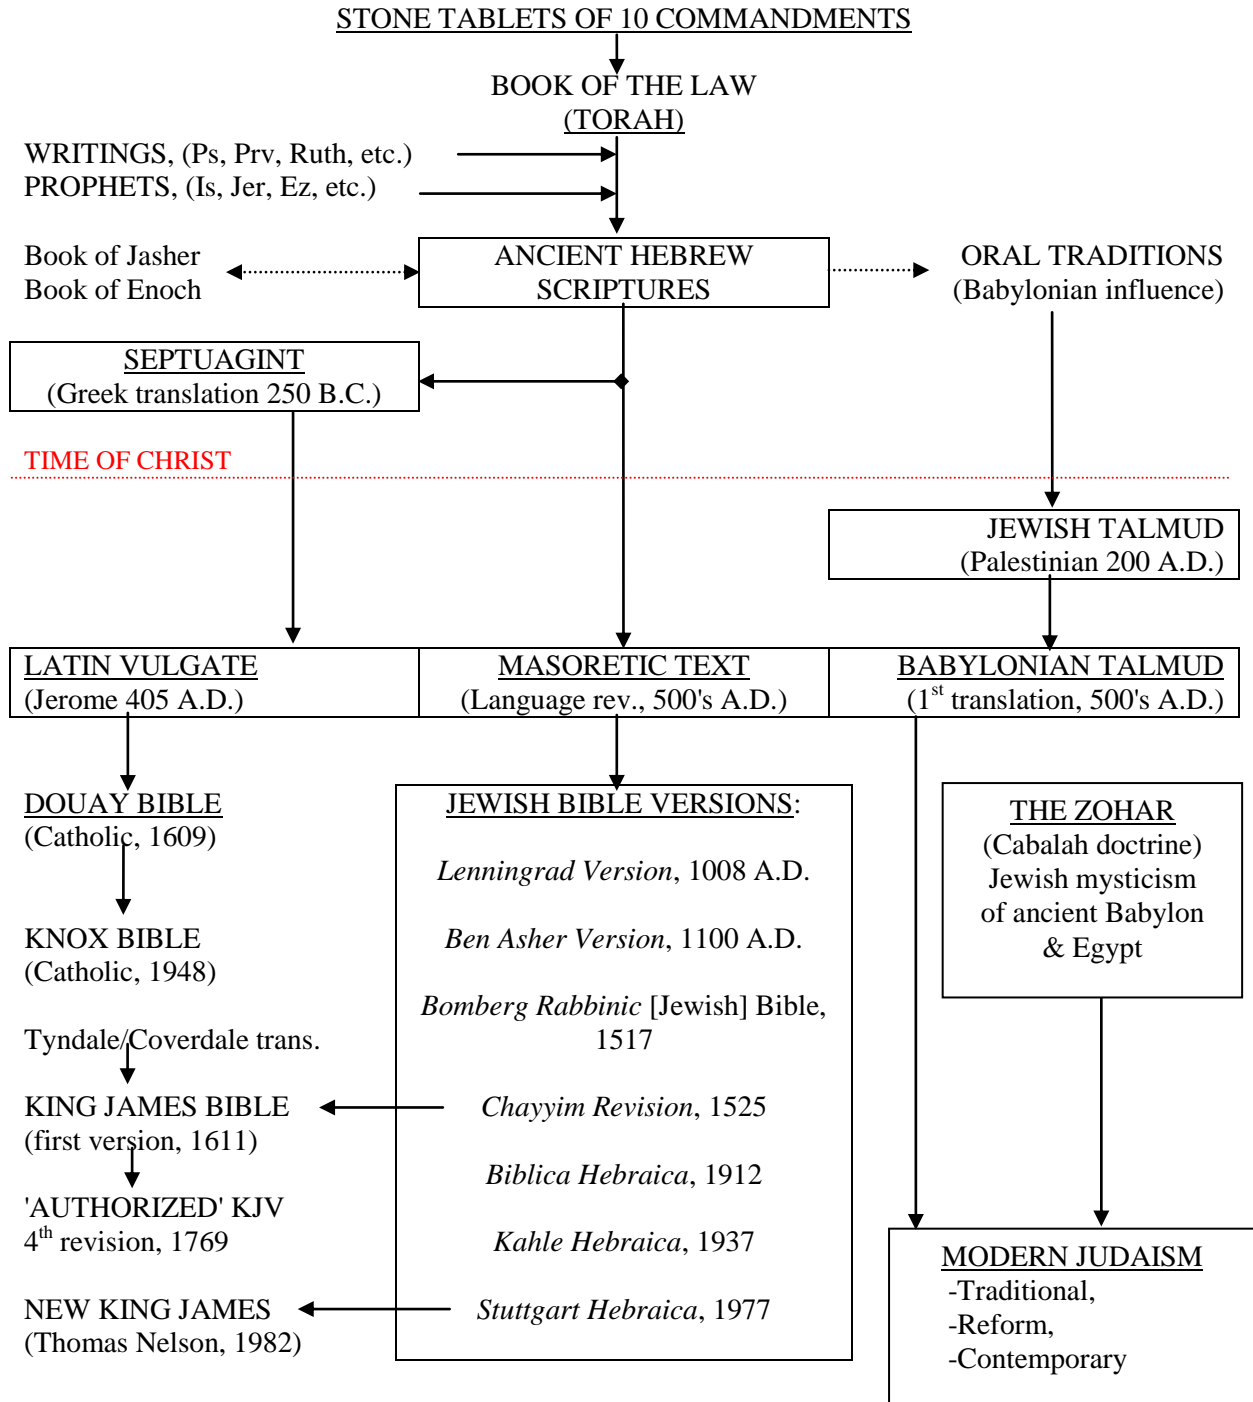 STONE TABLETS OF 10 COMMANDMENTS
BOOK OF THE LAW
(TORAH)
WRITINGS, (Ps, Prv, Ruth, etc.)
PROPHETS, (Is, Jer, Ez, etc.)
Book of Jasher
Book of Enoch
ANCIENT HEBREW
SCRIPTURES
ORAL TRADITIONS
(Babylonian influence)
SEPTUAGINT
(Greek translation 250 B.C.)
TIME OF CHRIST
JEWISH TALMUD
(Palestinian 200 A.D.)
LATIN VULGATE
(Jerome 405 A.D.)
MASORETIC TEXT
(Language rev., 500's A.D.)
BABYLONIAN TALMUD
(1st translation, 500's A.D.)
DOUAY BIBLE
(Catholic, 1609)
KNOX BIBLE
(Catholic, 1948)
Tyndale/Coverdale trans.
KING JAMES BIBLE
(first version, 1611)
'AUTHORIZED' KJV
4th revision, 1769
NEW KING JAMES
(Thomas Nelson, 1982)
JEWISH BIBLE VERSIONS:
Lenningrad Version, 1008 A.D.
Ben Asher Version, 1100 A.D.
Bomberg Rabbinic [Jewish] Bible,
1517
Chayyim Revision, 1525
Biblica Hebraica, 1912
Kahle Hebraica, 1937
Stuttgart Hebraica, 1977
THE ZOHAR
(Cabalah doctrine)
Jewish mysticism
of ancient Babylon
& Egypt
MODERN JUDAISM
-Traditional,
-Reform,
-Contemporary